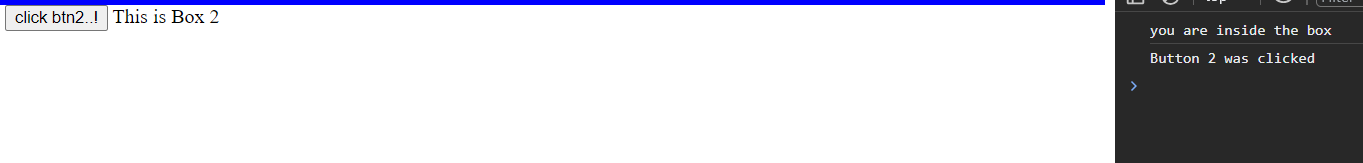 click btn2..! This is Box 2
you are inside the box
Button 2 was clicked